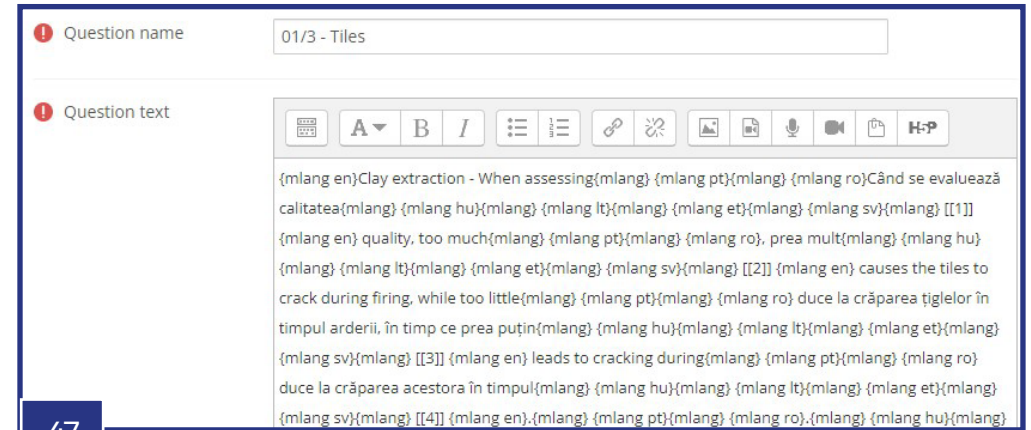 Question name
01/3 - Tiles
Question text
A B I H5P
{mlang en}Clay extraction - When assessing{mlang} {mlang pt}{mlang} {mlang ro}Când se evaluează
calitatea{mlang} {mlang hu}{mlang} {mlang lt}{mlang} {mlang et}{mlang} {mlang sv}{mlang} [[1]]
{mlang en} quality, too much{mlang} {mlang pt}{mlang} {mlang ro}, prea mult{mlang} {mlang hu}
{mlang} {mlang lt}{mlang} {mlang et}{mlang} {mlang sv}{mlang} [[2]] {mlang en} causes the tiles to
crack during firing, while too little{mlang} {mlang pt}{mlang} {mlang ro} duce la crăparea țiglelor în
timpul arderii, în timp ce prea puțin{mlang} {mlang hu}{mlang} {mlang lt}{mlang} {mlang et}{mlang}
{mlang sv}{mlang} [[3]] {mlang en} leads to cracking during{mlang} {mlang pt}{mlang} {mlang ro}
duce la crăparea acestora în timpul{mlang} {mlang hu}{mlang} {mlang lt}{mlang} {mlang et}{mlang}
{mlang sv}{mlang} [[4]] {mlang en}.{mlang} {mlang pt}{mlang} {mlang ro}.{mlang} {mlang hu}{mlang}
47